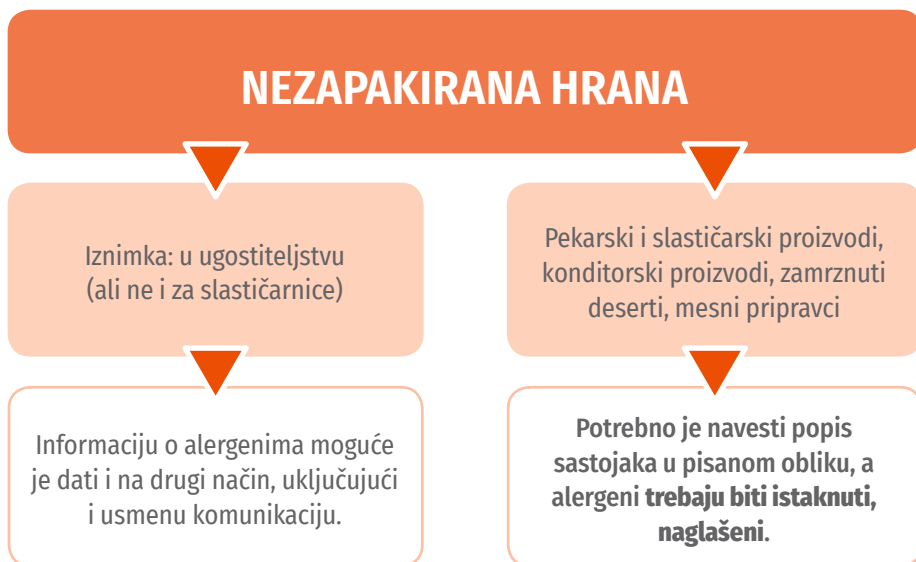 NEZAPAKIRANA HRANA
Iznimka: u ugostiteljstvu
(ali ne i za slastičarnice)
Pekarski i slastičarski proizvodi,
konditorski proizvodi, zamrznuti
deserti, mesni pripravci
Informaciju o alergenima moguće
je dati i na drugi način, uključujući
i usmenu komunikaciju.
Potrebno je navesti popis
sastojaka u pisanom obliku, a
alergeni trebaju biti istaknuti,
naglašeni.